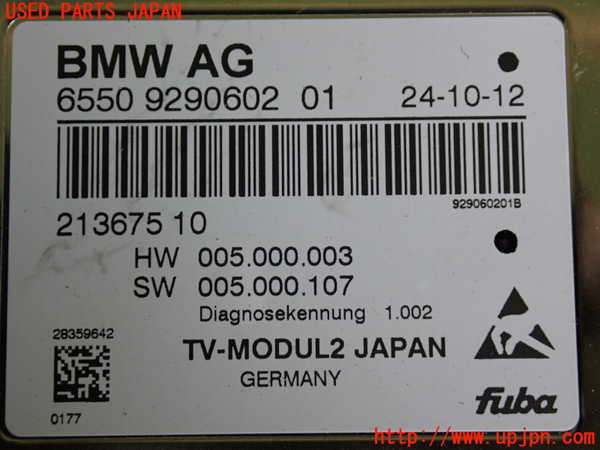 USED PARTS JAPAN
BMW AG
6550 9290602 01 24-10-12
929060201B
213675 10
HW 005.000.003
SW 005.000.107
Diagnosekennung 1.002
28359642
TV-MODUL2 JAPAN
GERMANY
fuba
0177
http://www.upjpn.com